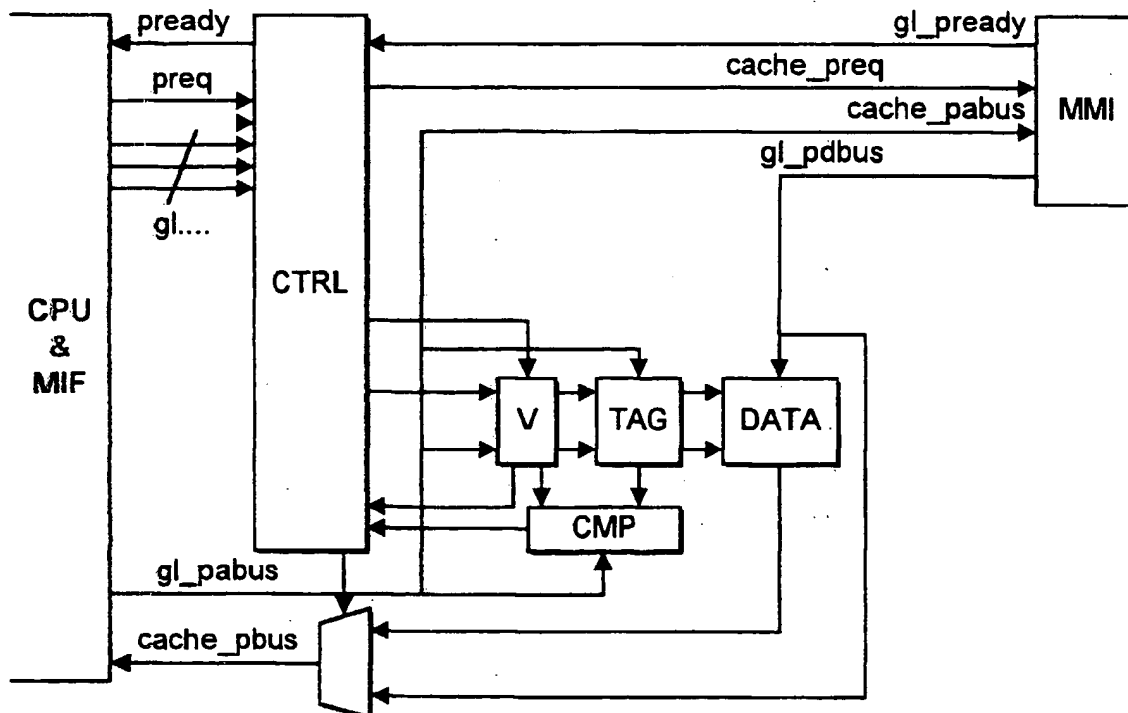 pready
gl_pready
preq
cache_preq
cache_pabus
MMI
gl_pdbus
gl....
CTRL
CPU
&
MIF
V
TAG
DATA
CMP
gl_pabus
cache_pbus